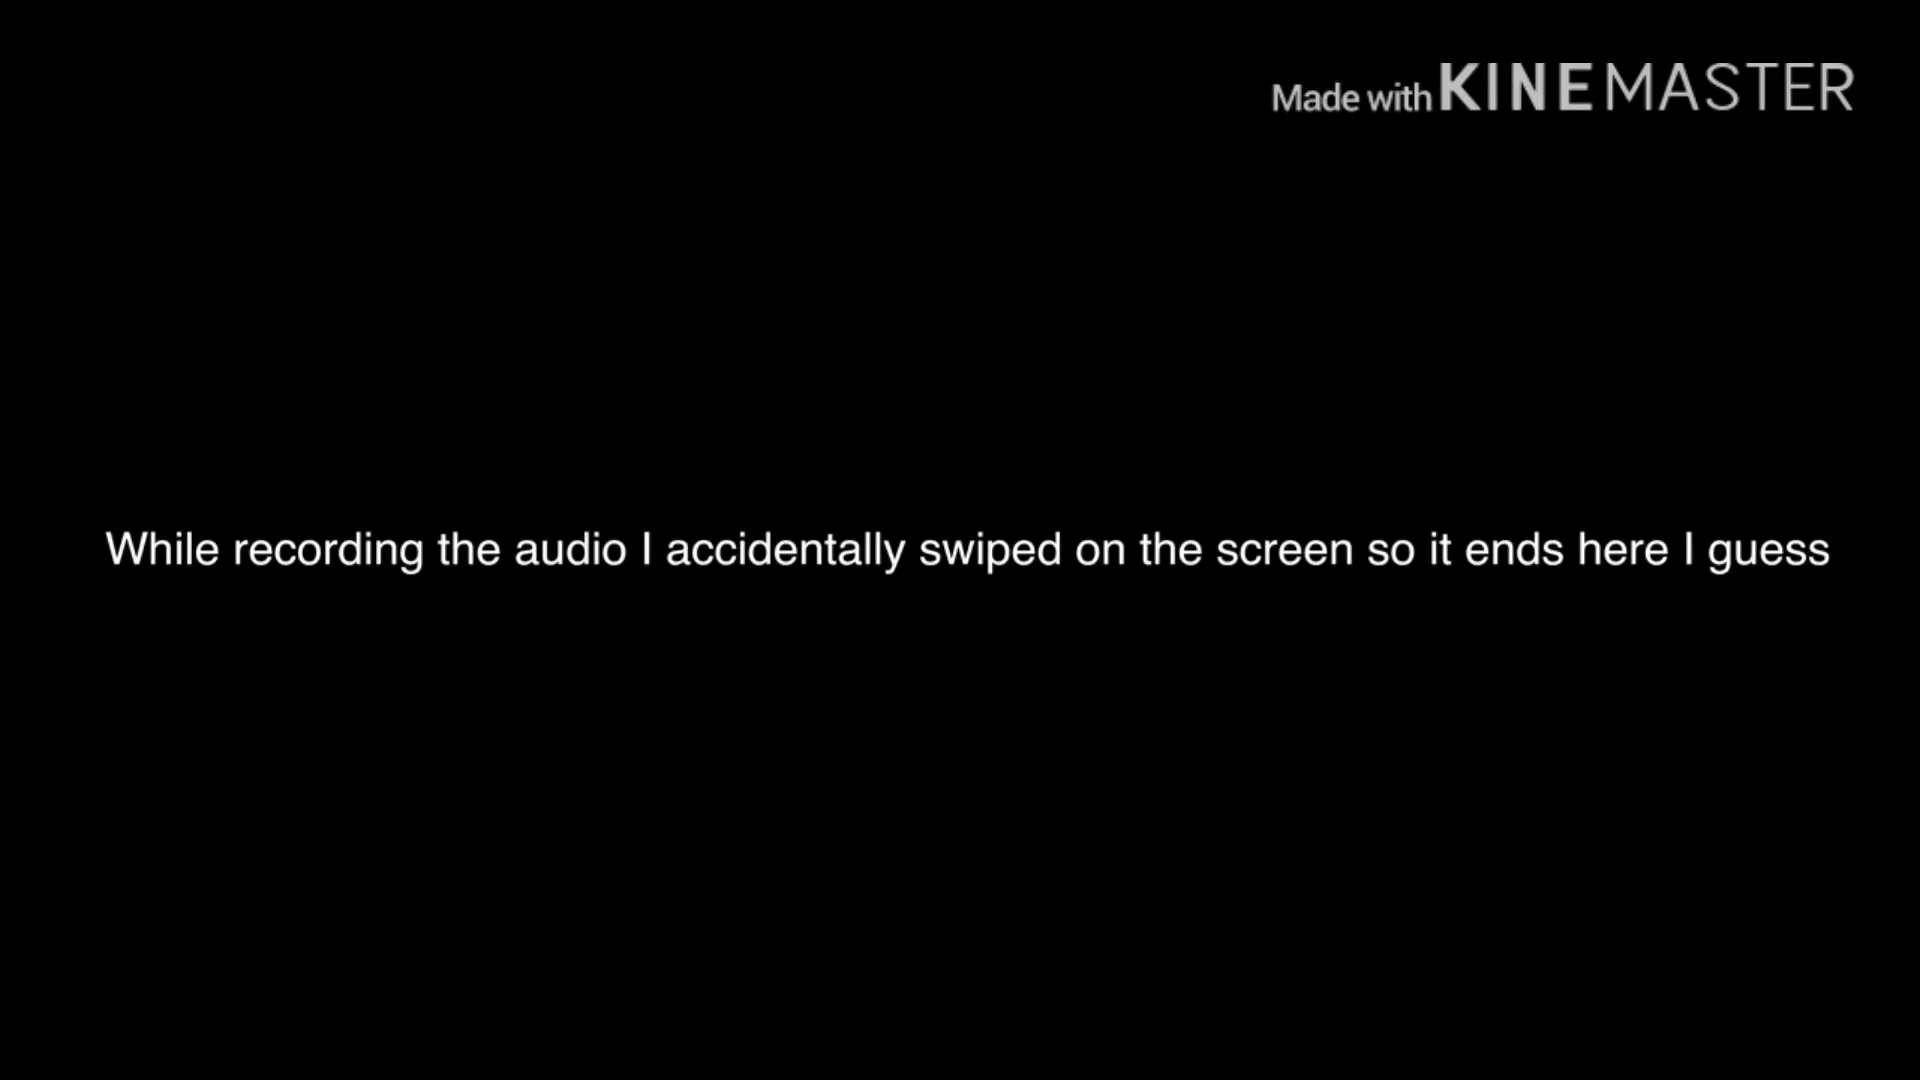 Made with KINEMASTER
While recording the audio I accidentally swiped on the screen so it ends here I guess